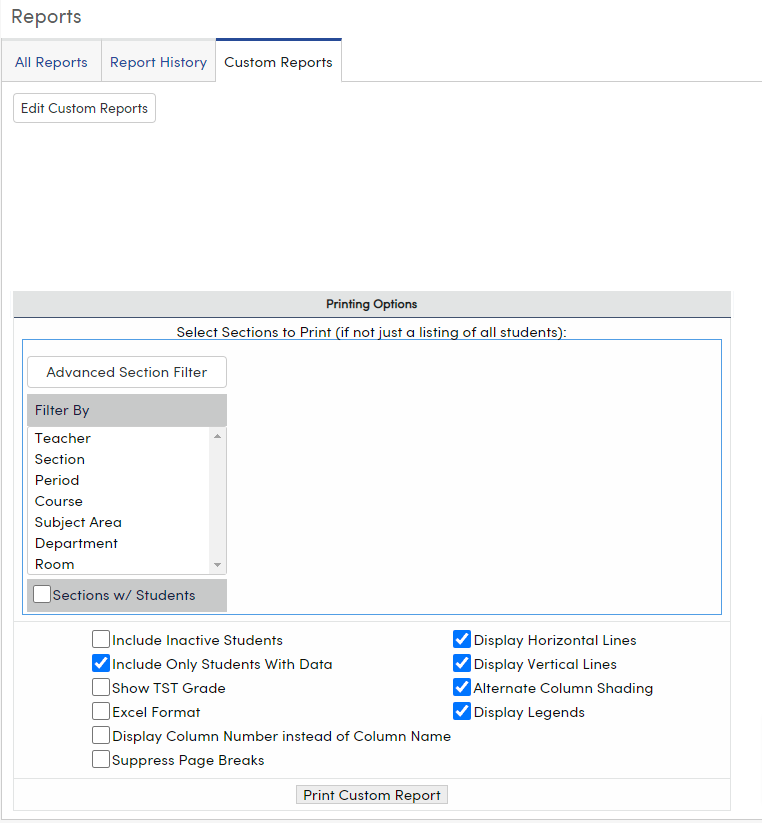 Reports
All Reports Report History Custom Reports
Edit Custom Reports
Printing Options
Select Sections to Print (if not just a listing of all students):
Advanced Section Filter
Filter By
Teacher
Section
Period
Course
Subject Area
Department
Room
Sections w/ Students
Include Inactive Students
Include Only Students With Data
Show TST Grade
Excel Format
Display Column Number instead of Column Name
Suppress Page Breaks
Display Horizontal Lines
Display Vertical Lines
Alternate Column Shading
Display Legends
Print Custom Report